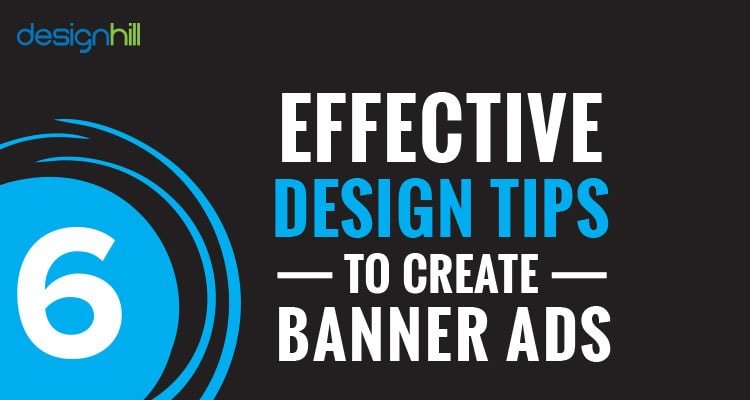 designhill
6
EFFECTIVE
DESIGN TIPS
— TO CREATE —
BANNER ADS